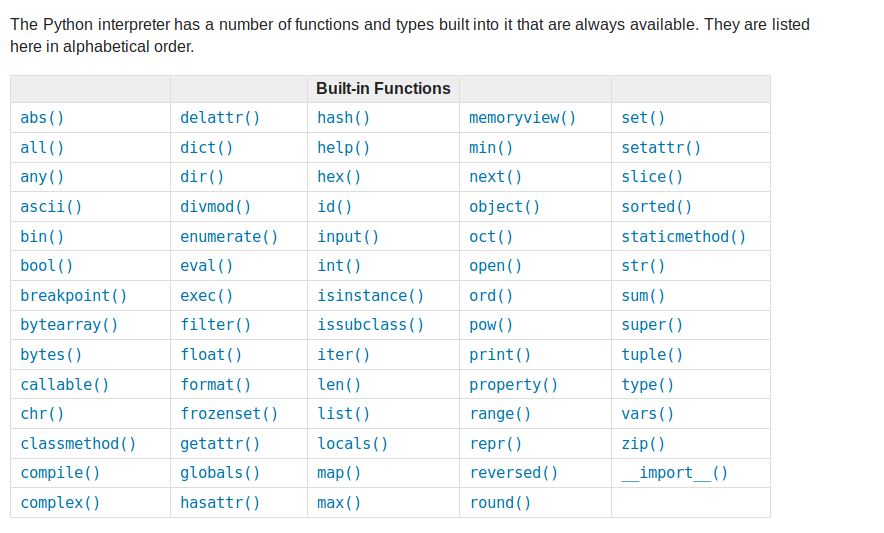 The Python interpreter has a number of functions and types built into it that are always available. They are listed
here in alphabetical order.
Built-in Functions
abs() delattr() hash() memoryview() set()
all() dict() help() min() setattr()
any() dir() hex() next() slice()
ascii() divmod() id() object() sorted()
bin() enumerate() input() oct() staticmethod()
bool() eval() int() open() str()
breakpoint() exec() isinstance() ord() sum()
bytearray() filter() issubclass() pow() super()
bytes() float() iter() print() tuple()
callable() format() len() property() type()
chr() frozenset() list() range() vars()
classmethod() getattr() locals() repr() zip()
compile() globals() map() reversed() __import__()
complex() hasattr() max() round()